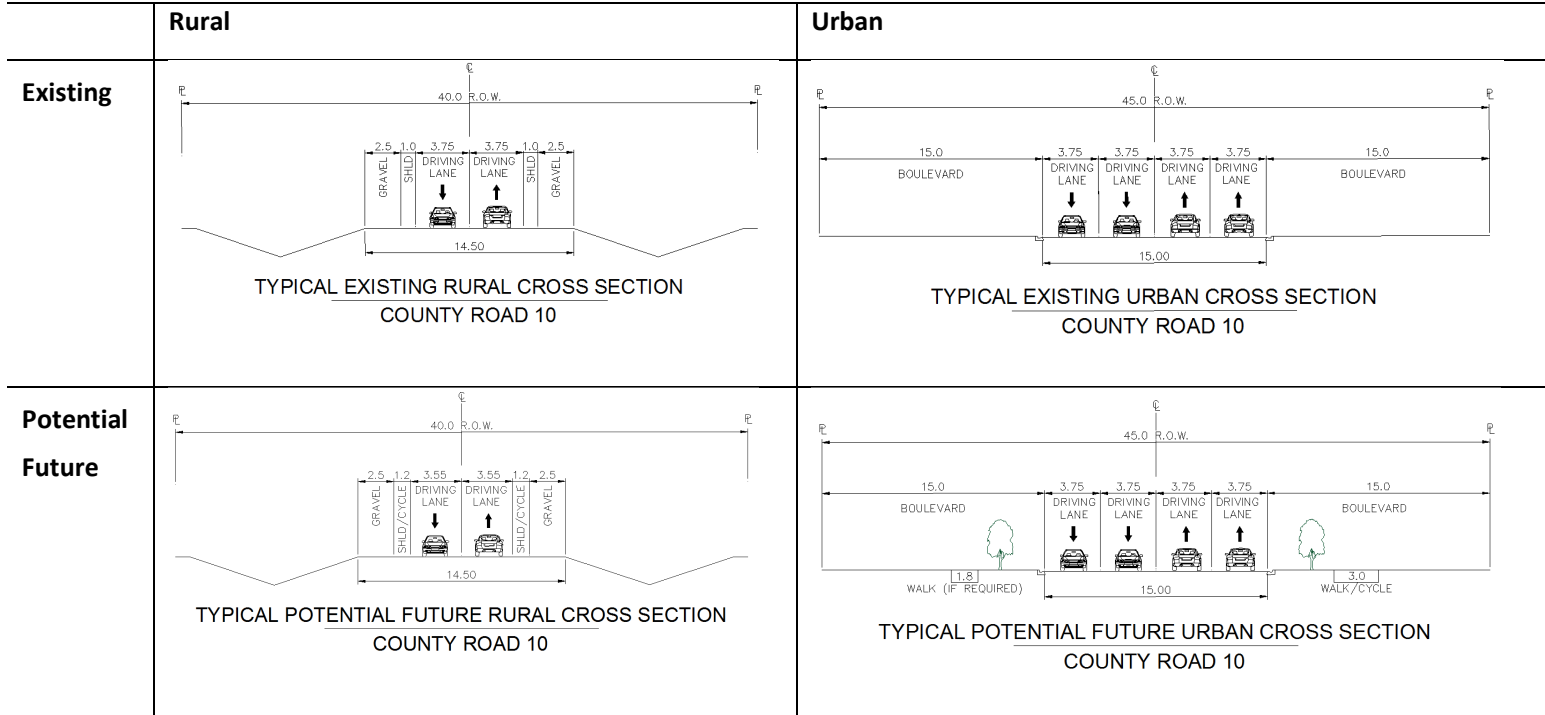 Rural
Urban
Existing
℄
℄
⅊
⅊
⅊
⅊
40.0 R.O.W.
45.0 R.O.W.
2.5 1.0 3.75 3.75 1.0 2.5
GRAVEL
SHLD
DRIVING
LANE
DRIVING
LANE
SHLD
GRAVEL
14.50
TYPICAL EXISTING RURAL CROSS SECTION
COUNTY ROAD 10
15.0 3.75 3.75 3.75 3.75 15.0
BOULEVARD
DRIVING
LANE
DRIVING
LANE
DRIVING
LANE
DRIVING
LANE
BOULEVARD
15.00
TYPICAL EXISTING URBAN CROSS SECTION
COUNTY ROAD 10
Potential
Future
℄
⅊
⅊
40.0 R.O.W.
2.5 1.2 3.55 3.55 1.2 2.5
GRAVEL
SHLD/CYCLE
DRIVING
LANE
DRIVING
LANE
SHLD/CYCLE
GRAVEL
14.50
TYPICAL POTENTIAL FUTURE RURAL CROSS SECTION
COUNTY ROAD 10
℄
⅊
⅊
45.0 R.O.W.
15.0 3.75 3.75 3.75 3.75 15.0
BOULEVARD
DRIVING
LANE
DRIVING
LANE
DRIVING
LANE
DRIVING
LANE
BOULEVARD
1.8
WALK (IF REQUIRED)
15.00
3.0
WALK/CYCLE
TYPICAL POTENTIAL FUTURE URBAN CROSS SECTION
COUNTY ROAD 10